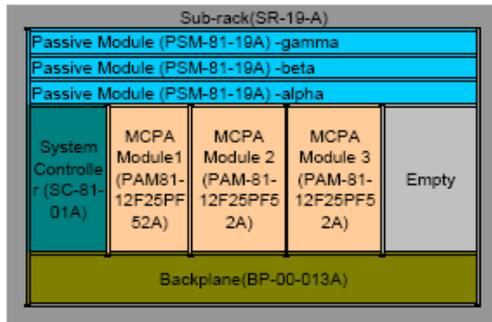 Sub-rack(SR-19-A)
Passive Module (PSM-81-19A) -gamma
Passive Module (PSM-81-19A) -beta
Passive Module (PSM-81-19A) -alpha
System
Controlle
r (SC-81-
01A)
MCPA
Module1
(PAM81-
12F25PF
52A)
MCPA
Module 2
(PAM-81-
12F25PF5
2A)
MCPA
Module 3
(PAM-81-
12F25PF5
2A)
Empty
Backplane(BP-00-013A)